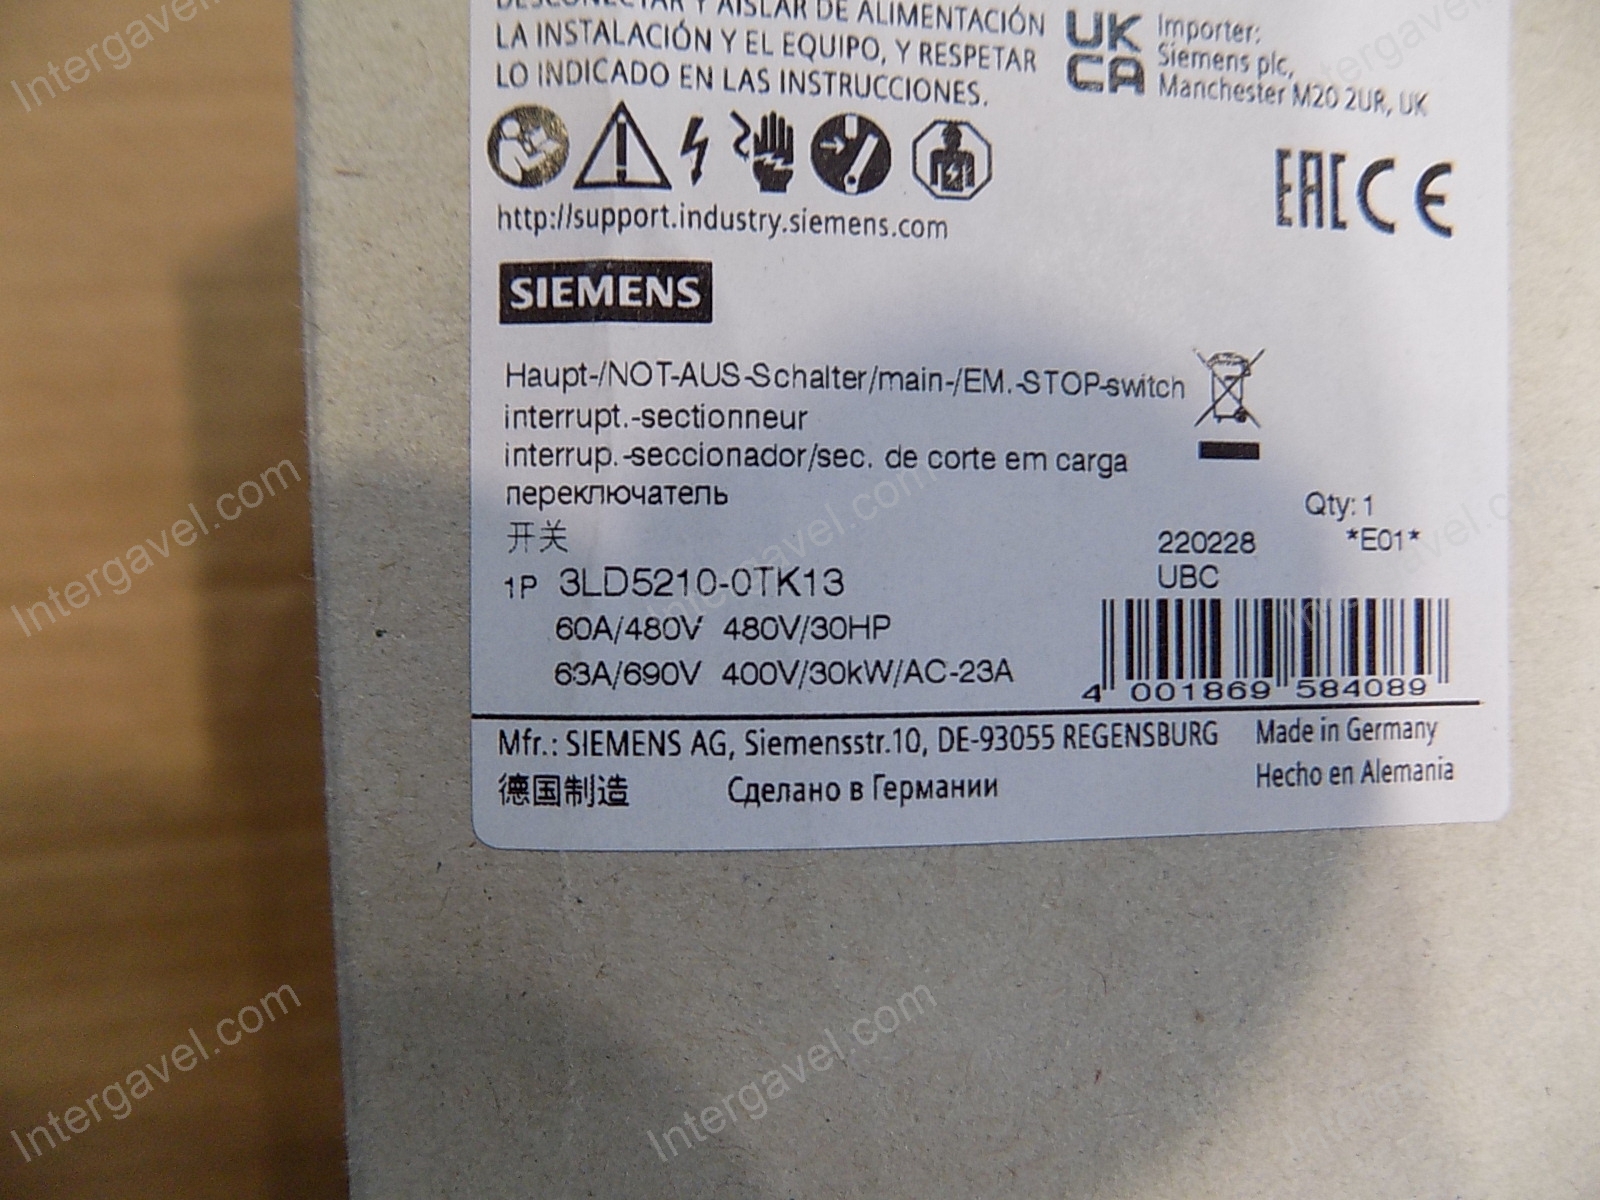 DESCONECTAR Y AISLAR DE ALIMENTACIÓN
LA INSTALACIÓN Y EL EQUIPO, Y RESPETAR
LO INDICADO EN LAS INSTRUCCIONES.
UK
CA
Importer:
Siemens plc,
Manchester M20 2UR, UK
http://support.industry.siemens.com
EAC CE
SIEMENS
Haupt-/NOT-AUS-Schalter/main-/EM.-STOP-switch
interrupt.-sectionneur
interrup.-seccionador/sec. de corte em carga
переключатель
开关
Qty: 1
220228 *E01*
UBC
1P 3LD5210-0TK13
60A/480V 480V/30HP
63A/690V 400V/30kW/AC-23A
4 001869 584089
Mfr.: SIEMENS AG, Siemensstr.10, DE-93055 REGENSBURG
Made in Germany
德国制造 Сделано в Германии
Hecho en Alemania
Intergavel.com
Intergavel.com
Intergavel.com
Intergavel.com
Intergavel.com